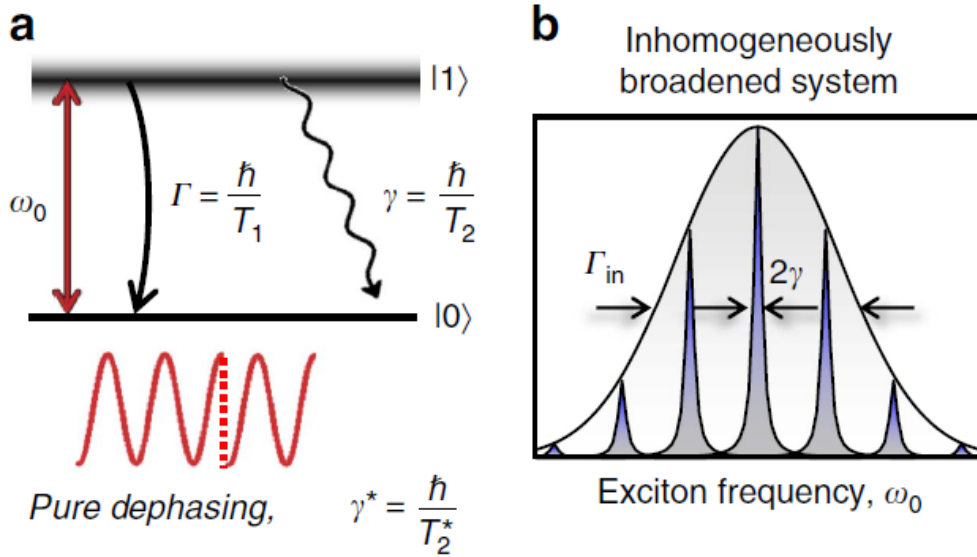 a
|1⟩
ω₀
Γ = ħ/T₁
γ = ħ/T₂
|0⟩
Pure dephasing, γ* = ħ/T₂*
b
Inhomogeneously
broadened system
Γᵢₙ
2γ
Exciton frequency, ω₀